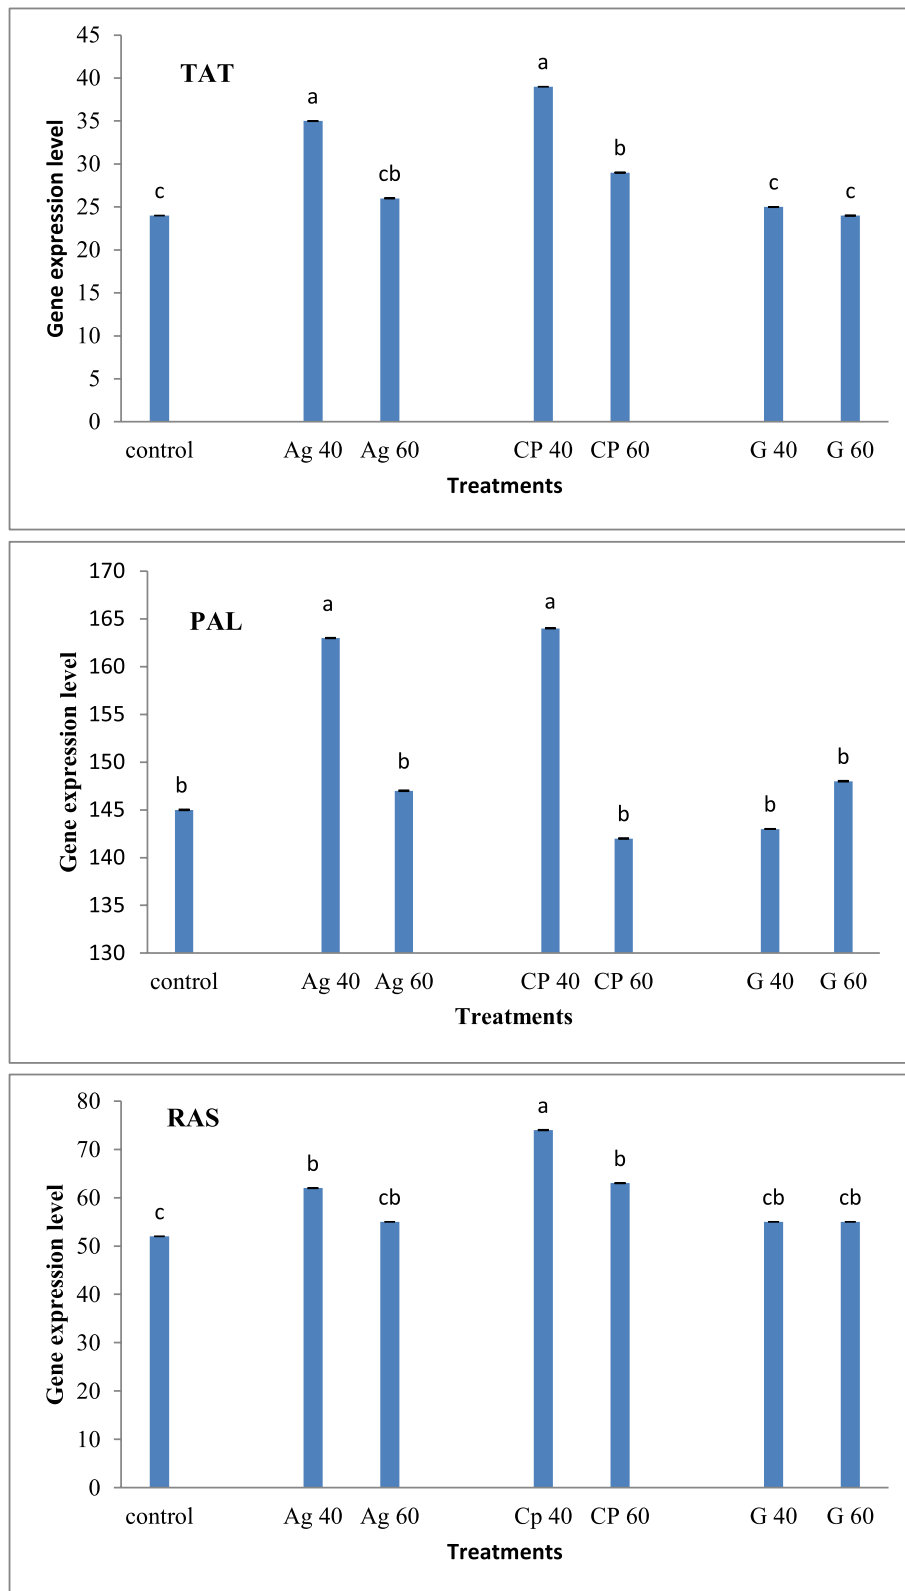 TAT
Gene expression level
45
40
35
30
25
20
15
10
5
0
c
a
cb
a
b
c
c
control Ag 40 Ag 60 CP 40 CP 60 G 40 G 60
Treatments
PAL
Gene expression level
170
165
160
155
150
145
140
135
130
b
a
b
a
b
b
b
control Ag 40 Ag 60 CP 40 CP 60 G 40 G 60
Treatments
RAS
Gene expression level
80
70
60
50
40
30
20
10
0
c
b
cb
a
b
cb
cb
control Ag 40 Ag 60 Cp 40 CP 60 G 40 G 60
Treatments